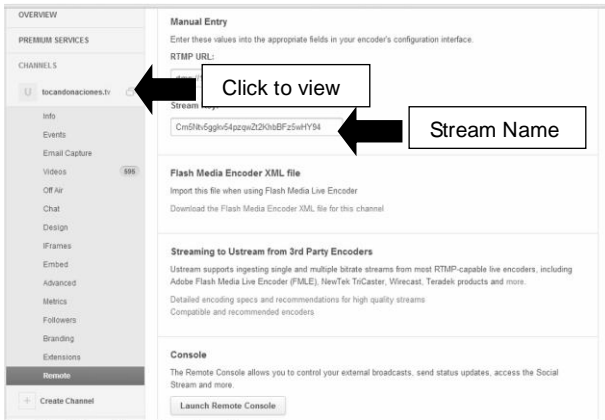 OVERVIEW
PREMIUM SERVICES
CHANNELS
U tocandonaciones.tv
Info
Events
Email Capture
Videos 595
Off Air
Chat
Design
IFrames
Embed
Advanced
Metrics
Followers
Branding
Extensions
Remote
+ Create Channel
Manual Entry
Enter these values into the appropriate fields in your encoder's configuration interface.
RTMP URL:
Click to view
Stream
Stream Name
Flash Media Encoder XML file
Import this file when using Flash Media Live Encoder
Download the Flash Media Encoder XML file for this channel
Streaming to Ustream from 3rd Party Encoders
Ustream supports ingesting single and multiple bitrate streams from most RTMP-capable live encoders, including
Adobe Flash Media Live Encoder (FMLE), NewTek TriCaster, Wirecast, Teradek products and more.
Detailed encoding specs and recommendations for high quality streams
Compatible and recommended encoders
Console
The Remote Console allows you to control your external broadcasts, send status updates, access the Social
Stream and more.
Launch Remote Console